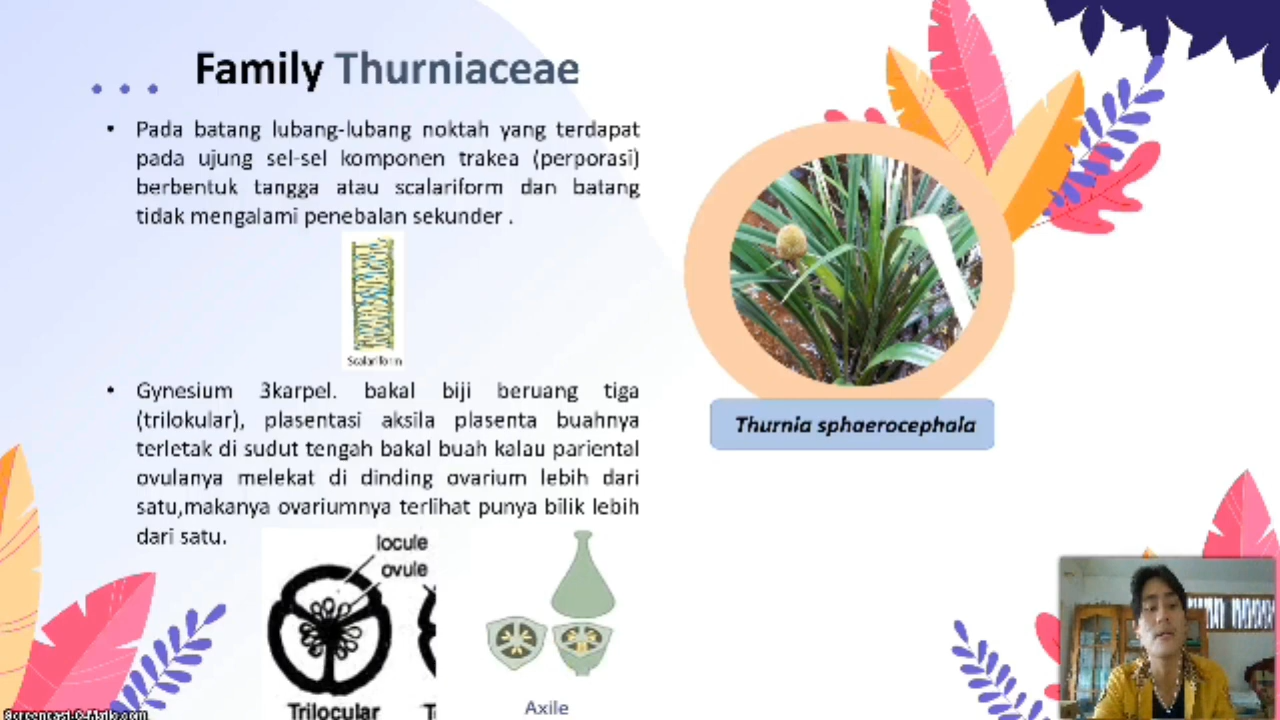 Family Thurniaceae
• Pada batang lubang-lubang noktah yang terdapat
pada ujung sel-sel komponen trakea (perporasi)
berbentuk tangga atau scalariform dan batang
tidak mengalami penebalan sekunder .
Scalariform
• Gynesium 3karpel. bakal biji beruang tiga
(trilokular), plasentasi aksila plasenta buahnya
terletak di sudut tengah bakal buah kalau pariental
ovulanya melekat di dinding ovarium lebih dari
satu,makanya ovariumnya terlihat punya bilik lebih
dari satu.
locule
ovule
Trilocular
T
Axile
Thurnia sphaerocephala
Screencast-O-Matic.com